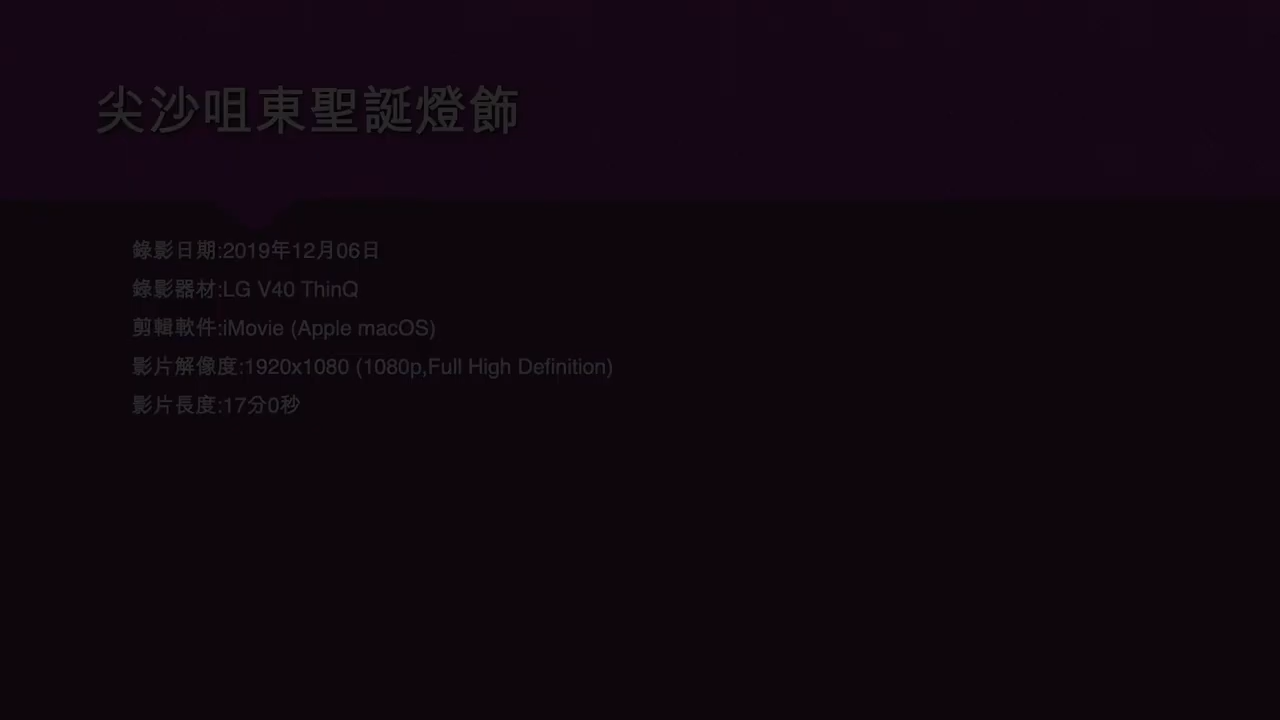 尖沙咀東聖誕燈飾
錄影日期:2019年12月06日
錄影器材:LG V40 ThinQ
剪輯軟件:iMovie (Apple macOS)
影片解像度:1920x1080 (1080p,Full High Definition)
影片長度:17分0秒